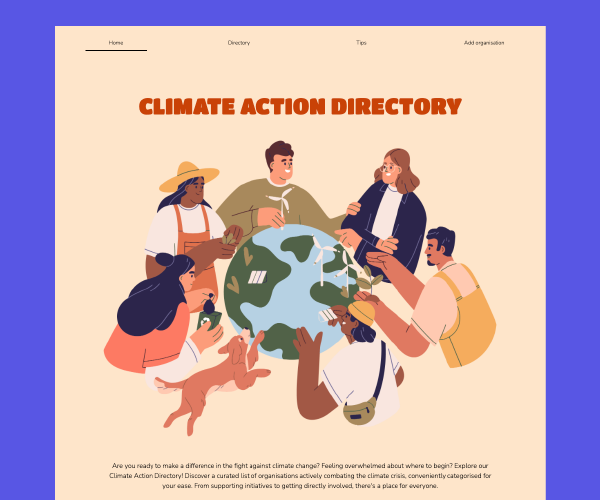 Home
Directory
Tips
Add organisation
CLIMATE ACTION DIRECTORY
Are you ready to make a difference in the fight against climate change? Feeling overwhelmed about where to begin? Explore our
Climate Action Directory! Discover a curated list of organisations actively combating the climate crisis, conveniently categorised for
your ease. From supporting initiatives to getting directly involved, there's a place for everyone.